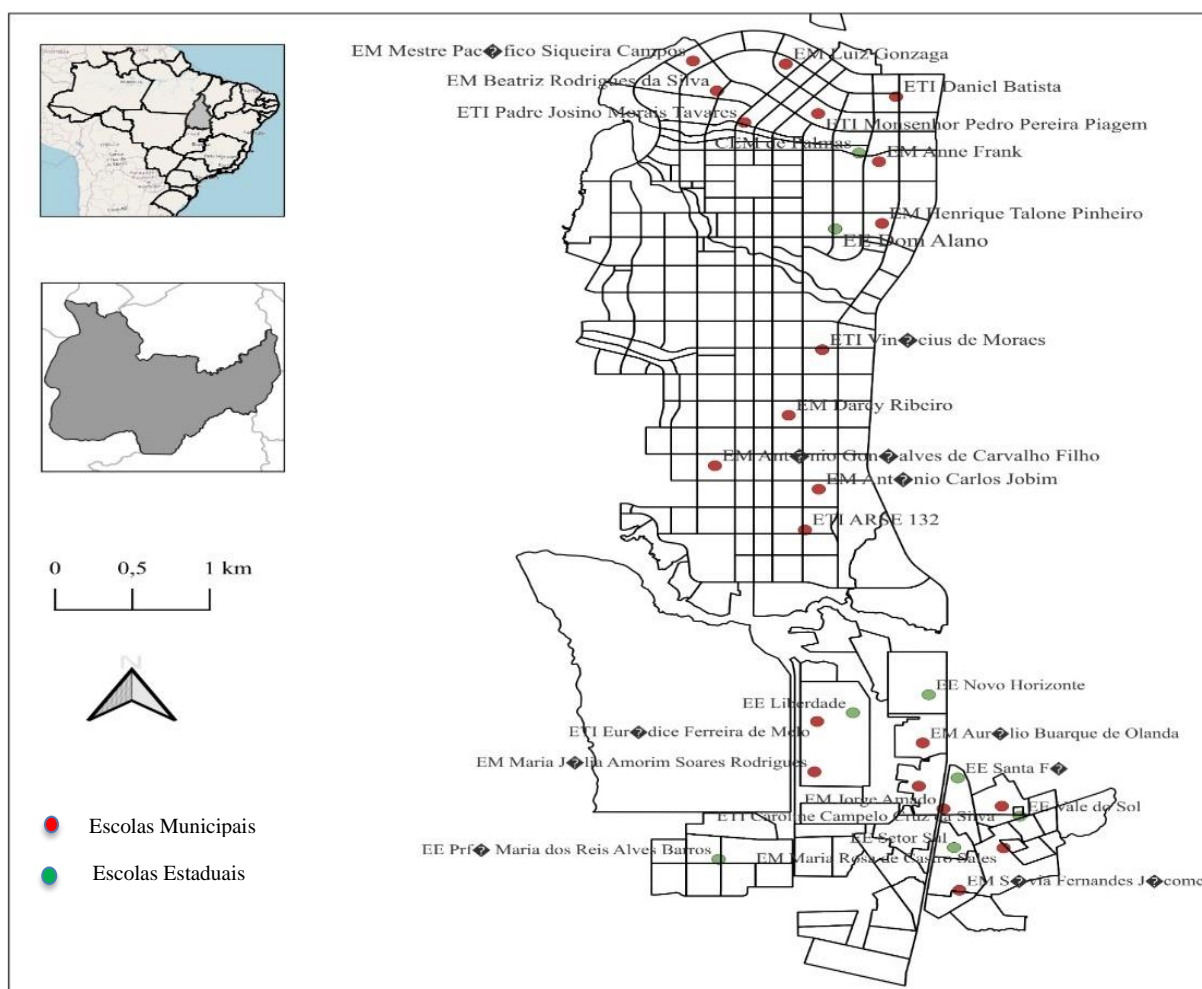 EM Mestre Pac�fico Siqueira Campos
EM Luiz Gonzaga
EM Beatriz Rodrigues da Silva
ETI Daniel Batista
ETI Padre Josino Morais Tavares
ETI Monsenhor Pedro Pereira Piagem
CEM de Palmas
EM Anne Frank
EM Henrique Talone Pinheiro
EE Dom Alano
ETI Vin�cius de Moraes
EM Darcy Ribeiro
EM Ant�nio Gon�alves de Carvalho Filho
EM Ant�nio Carlos Jobim
ETI ARSE 132
0 0,5 1 km
N
EE Novo Horizonte
EE Liberdade
ETI Eur�dice Ferreira de Melo
EM Aur�lio Buarque de Olanda
EM Maria J�lia Amorim Soares Rodrigues
EE Santa F�
EM Jorge Amado
EE Vale do Sol
ETI Caroline Campelo Cruz da Silva
EE Setor Sul
EE Prf� Maria dos Reis Alves Barros
EM Maria Rosa de Castro Sales
EM S�via Fernandes J�come
Escolas Municipais
Escolas Estaduais